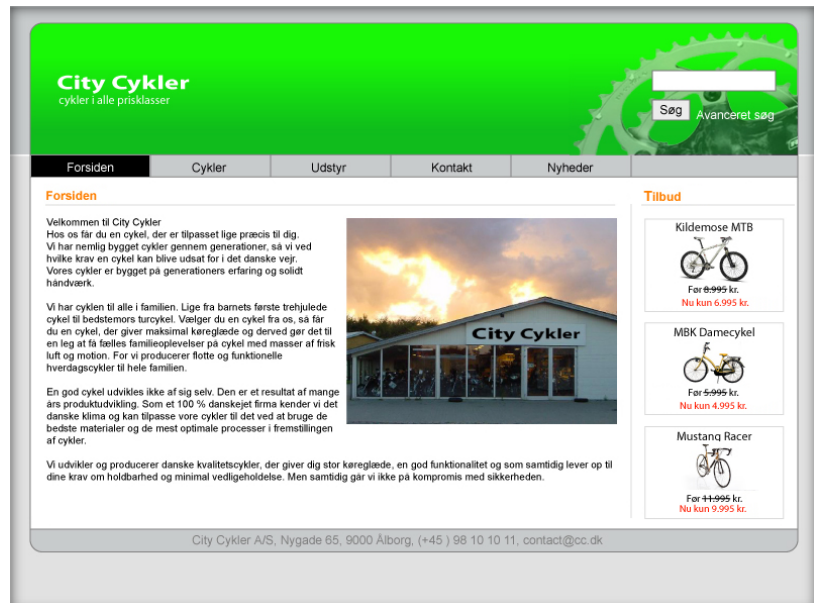 City Cykler
cykler i alle prisklasser
Søg
Avanceret søg
Forsiden
Cykler
Udstyr
Kontakt
Nyheder
Forsiden
Velkommen til City Cykler
Hos os får du en cykel, der er tilpasset lige præcis til dig.
Vi har nemlig bygget cykler gennem generationer, så vi ved
hvilke krav en cykel kan blive udsat for i det danske vejr.
Vores cykler er bygget på generationers erfaring og solidt
håndværk.
Vi har cyklen til alle i familien. Lige fra barnets første trehjulede
cykel til bedstemors turcykel. Vælger du en cykel fra os, så får
du en cykel, der giver maksimal køreglæde og derved gør det til
en leg at få fælles familieoplevelser på cykel med masser af frisk
luft og motion. For vi producerer flotte og funktionelle
hverdagscykler til hele familien.
En god cykel udvikles ikke af sig selv. Den er et resultat af mange
års produktudvikling. Som et 100 % danskejet firma kender vi det
danske klima og kan tilpasse vore cykler til det ved at bruge de
bedste materialer og de mest optimale processer i fremstillingen
af cykler.
Vi udvikler og producerer danske kvalitetscykler, der giver dig stor køreglæde, en god funktionalitet og som samtidig lever op til
dine krav om holdbarhed og minimal vedligeholdelse. Men samtidig går vi ikke på kompromis med sikkerheden.
City Cykler
Tilbud
Kildemose MTB
Før 8.995 kr.
Nu kun 6.995 kr.
MBK Damecykel
Før 5.995 kr.
Nu kun 4.995 kr.
Mustang Racer
Før 11.995 kr.
Nu kun 9.995 kr.
City Cykler A/S, Nygade 65, 9000 Ålborg, (+45 ) 98 10 10 11, contact@cc.dk